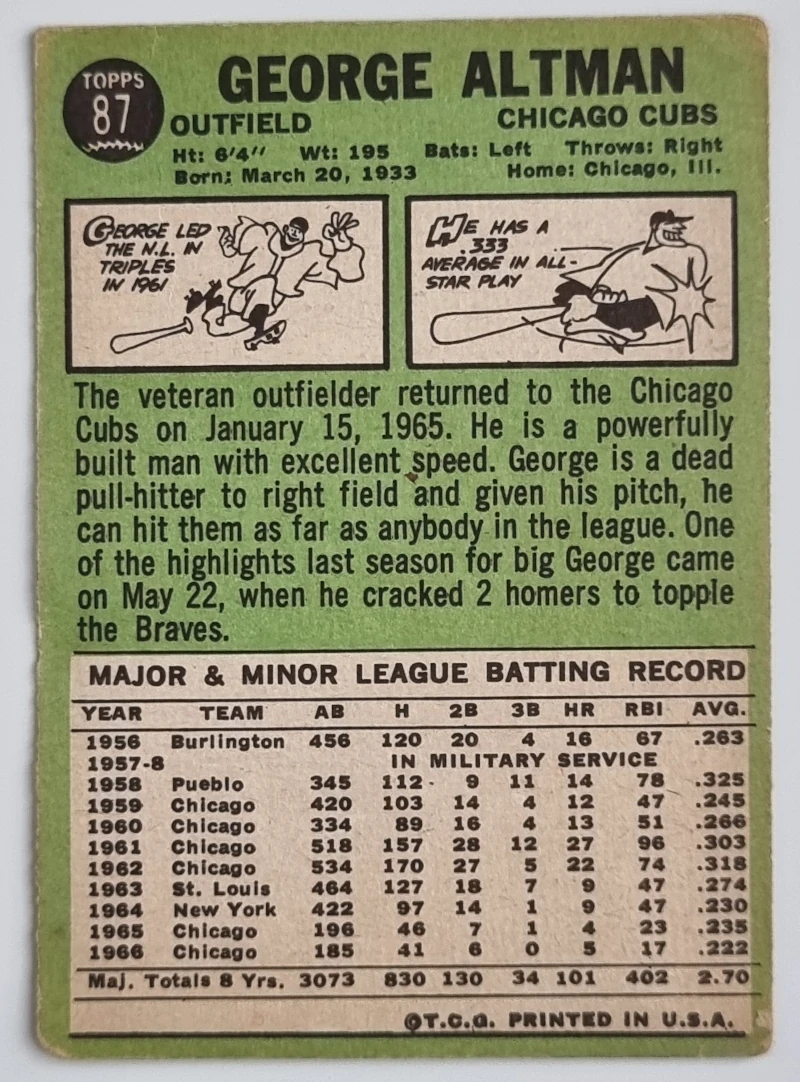 TOPPS
87
GEORGE ALTMAN
OUTFIELD CHICAGO CUBS
Ht: 6'4" Wt: 195 Bats: Left Throws: Right
Born: March 20, 1933 Home: Chicago, Ill.
GEORGE LED
THE N.L. IN
TRIPLES
IN 1961
HE HAS A
.333
AVERAGE IN ALL-
STAR PLAY
The veteran outfielder returned to the Chicago
Cubs on January 15, 1965. He is a powerfully
built man with excellent speed. George is a dead
pull-hitter to right field and given his pitch, he
can hit them as far as anybody in the league. One
of the highlights last season for big George came
on May 22, when he cracked 2 homers to topple
the Braves.
MAJOR & MINOR LEAGUE BATTING RECORD
YEAR TEAM AB H 2B 3B HR RBI AVG.
1956 Burlington 456 120 20 4 16 67 .263
1957-8 IN MILITARY SERVICE
1958 Pueblo 345 112 9 11 14 78 .325
1959 Chicago 420 103 14 4 12 47 .245
1960 Chicago 334 89 16 4 13 51 .266
1961 Chicago 518 157 28 12 27 96 .303
1962 Chicago 534 170 27 5 22 74 .318
1963 St. Louis 464 127 18 7 9 47 .274
1964 New York 422 97 14 1 9 47 .230
1965 Chicago 196 46 7 1 4 23 .235
1966 Chicago 185 41 6 0 5 17 .222
Maj. Totals 8 Yrs. 3073 830 130 34 101 402 2.70
©T.C.G. PRINTED IN U.S.A.